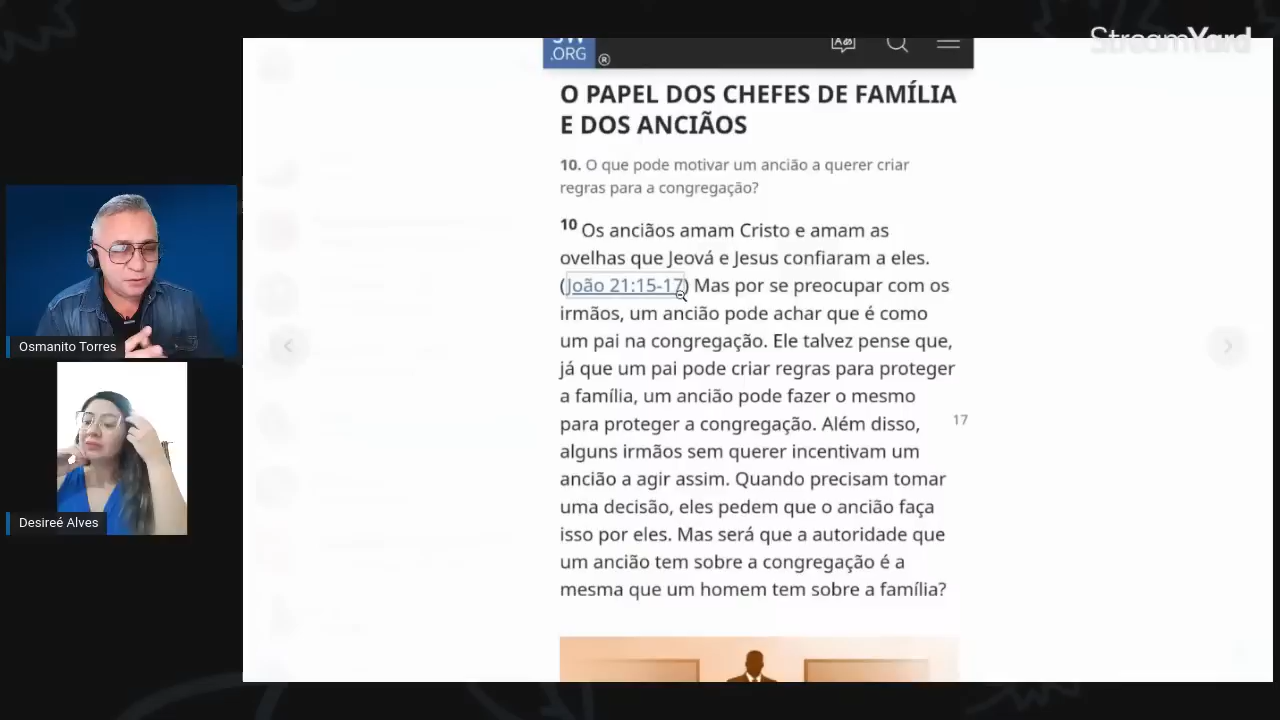 StreamYard
JW
.ORG
®
O PAPEL DOS CHEFES DE FAMÍLIA
E DOS ANCIÃOS
10. O que pode motivar um ancião a querer criar
regras para a congregação?
10 Os anciãos amam Cristo e amam as
ovelhas que Jeová e Jesus confiaram a eles.
(João 21:15-17) Mas por se preocupar com os
irmãos, um ancião pode achar que é como
um pai na congregação. Ele talvez pense que,
já que um pai pode criar regras para proteger
a família, um ancião pode fazer o mesmo
para proteger a congregação. Além disso,
17
alguns irmãos sem querer incentivam um
ancião a agir assim. Quando precisam tomar
uma decisão, eles pedem que o ancião faça
isso por eles. Mas será que a autoridade que
um ancião tem sobre a congregação é a
mesma que um homem tem sobre a família?
Osmanito Torres
Desireé Alves